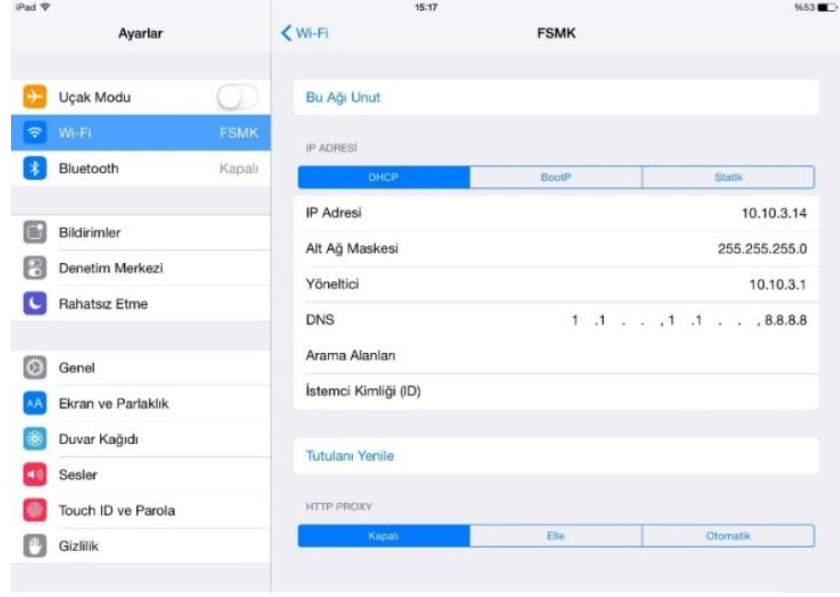 iPad 15:17 %53
Ayarlar
Wi-Fi FSMK
Uçak Modu
Wi-Fi FSMK
Bluetooth Kapalı
Bildirimler
Denetim Merkezi
Rahatsız Etme
Genel
AA Ekran ve Parlaklık
Duvar Kağıdı
Sesler
Touch ID ve Parola
Gizlilik
Bu Ağı Unut
IP ADRESİ
DHCP BootP Statik
IP Adresi 10.10.3.14
Alt Ağ Maskesi 255.255.255.0
Yöneltici 10.10.3.1
DNS 1 .1 . . ,1 .1 . . , 8.8.8.8
Arama Alanları
İstemci Kimliği (ID)
Tutulanı Yenile
HTTP PROXY
Kapalı Elle Otomatik